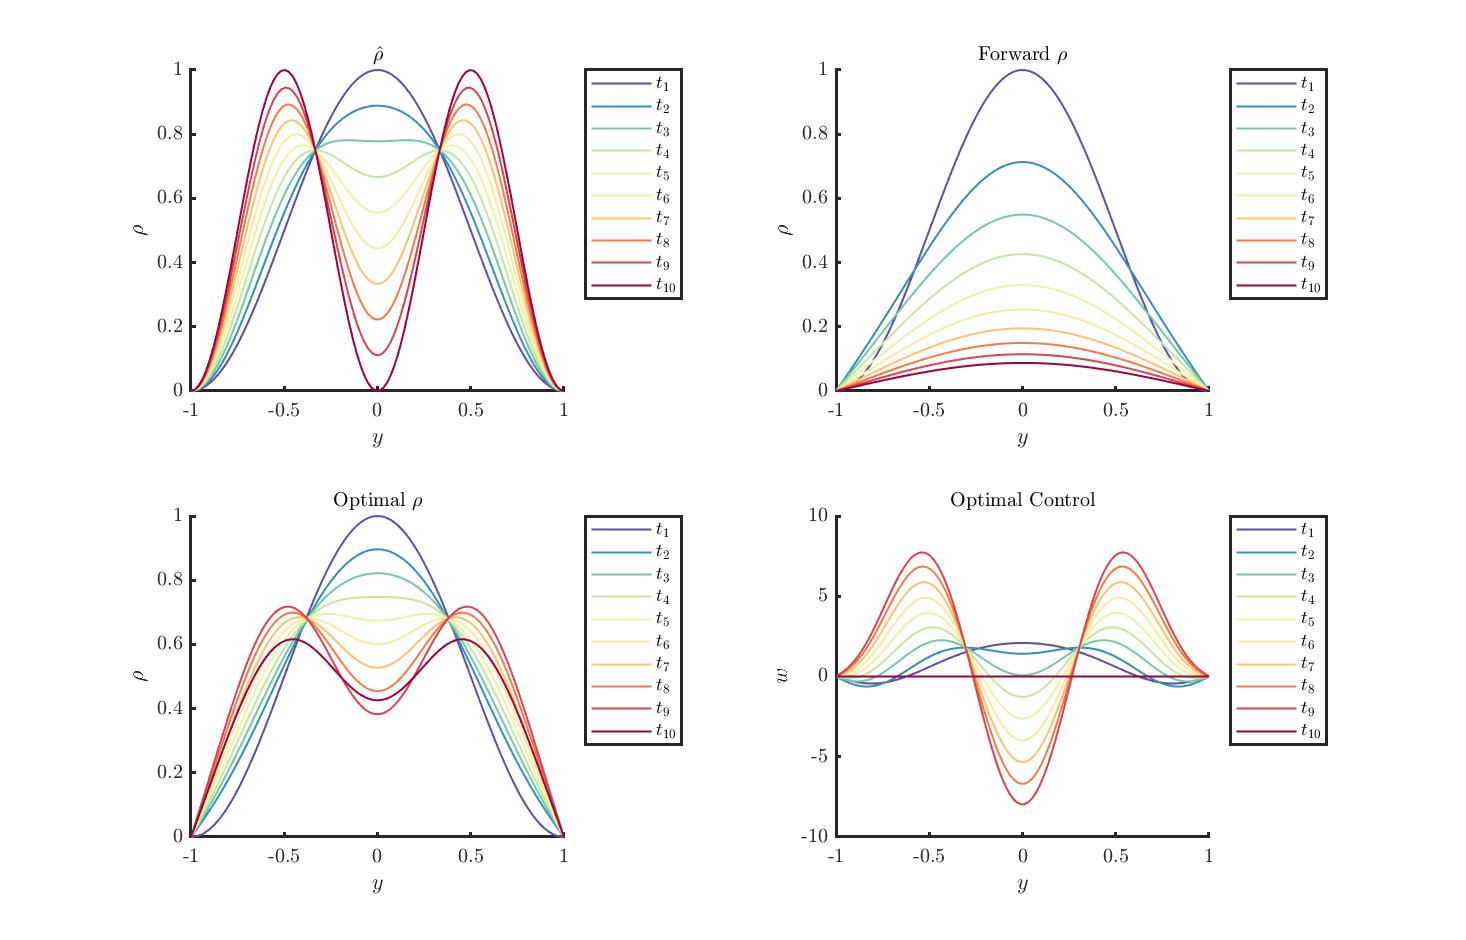 ρ̂
1
0.8
0.6
0.4
0.2
0
ρ
-1 -0.5 0 0.5 1
y
t₁
t₂
t₃
t₄
t₅
t₆
t₇
t₈
t₉
t₁₀
Forward ρ
1
0.8
0.6
0.4
0.2
0
ρ
-1 -0.5 0 0.5 1
y
t₁
t₂
t₃
t₄
t₅
t₆
t₇
t₈
t₉
t₁₀
Optimal ρ
1
0.8
0.6
0.4
0.2
0
ρ
-1 -0.5 0 0.5 1
y
t₁
t₂
t₃
t₄
t₅
t₆
t₇
t₈
t₉
t₁₀
Optimal Control
10
5
0
-5
-10
w
-1 -0.5 0 0.5 1
y
t₁
t₂
t₃
t₄
t₅
t₆
t₇
t₈
t₉
t₁₀